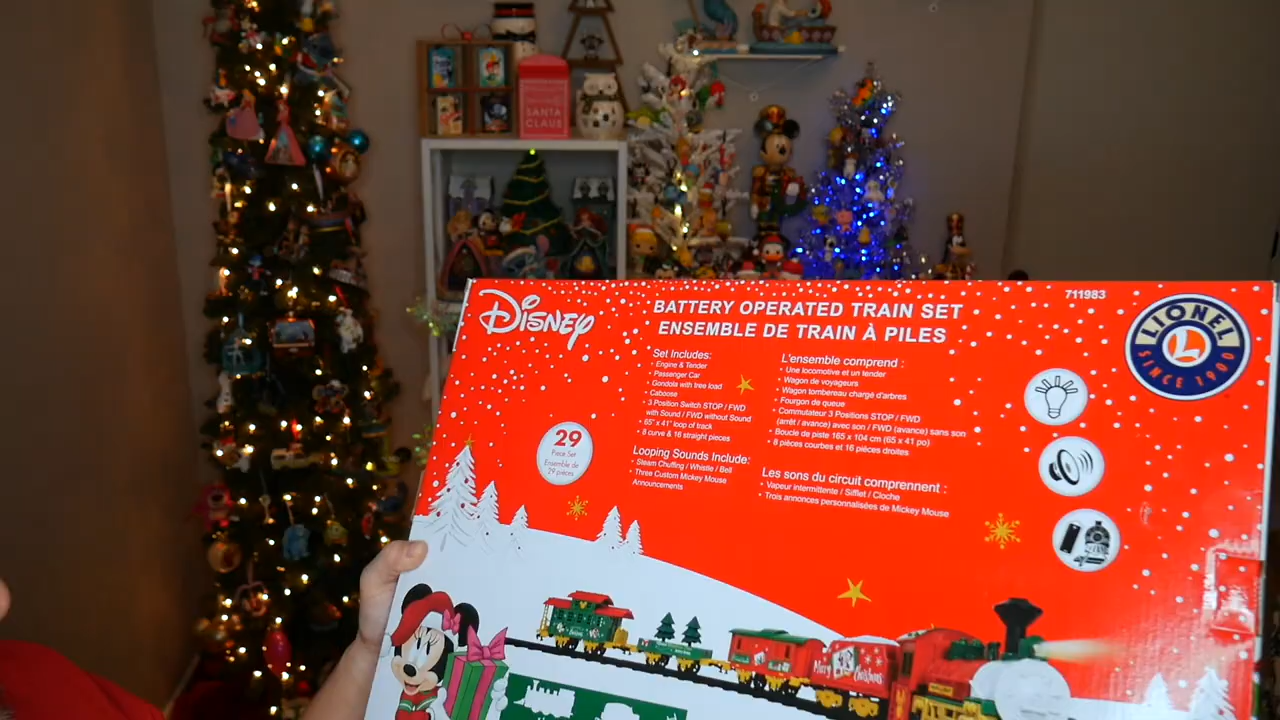 SANTA
CLAUS
Disney
BATTERY OPERATED TRAIN SET
ENSEMBLE DE TRAIN À PILES
711983
LIONEL
L
SINCE 1900
Set Includes:
• Engine & Tender
• Passenger Car
• Gondola with tree load
• Caboose
• 3 Position Switch STOP / FWD
with Sound / FWD without Sound
• 65" x 41" loop of track
• 8 curve & 16 straight pieces
Looping Sounds Include:
• Steam Chuffing / Whistle / Bell
• Three Custom Mickey Mouse
Announcements
L'ensemble comprend :
• Une locomotive et un tender
• Wagon de voyageurs
• Wagon tombereau chargé d'arbres
• Fourgon de queue
• Commutateur 3 Positions STOP / FWD
(arrêt / avance) avec son / FWD (avance) sans son
• Boucle de piste 165 x 104 cm (65 x 41 po)
• 8 pièces courbes et 16 pièces droites
Les sons du circuit comprennent :
• Vapeur intermittente / Sifflet / Cloche
• Trois annonces personnalisées de Mickey Mouse
29
Piece Set
Ensemble de
29 pièces
Merry Christmas